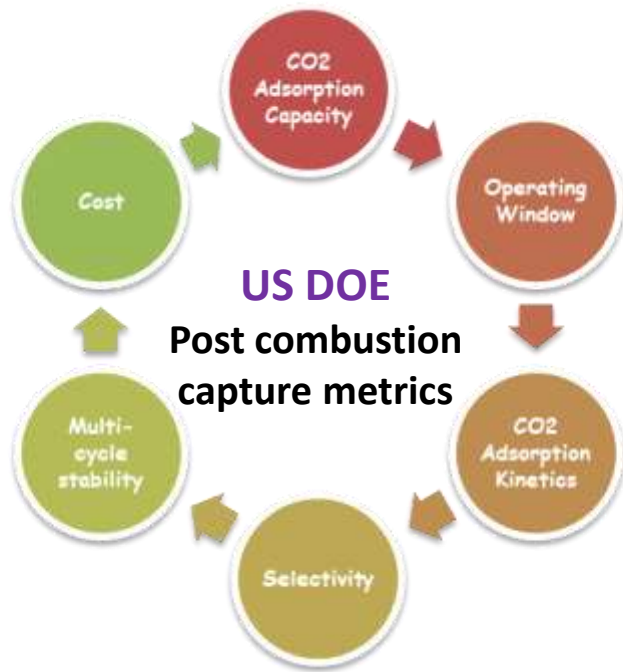 CO2
Adsorption
Capacity
Operating
Window
CO2
Adsorption
Kinetics
Selectivity
Multi-
cycle
stability
Cost
US DOE
Post combustion
capture metrics